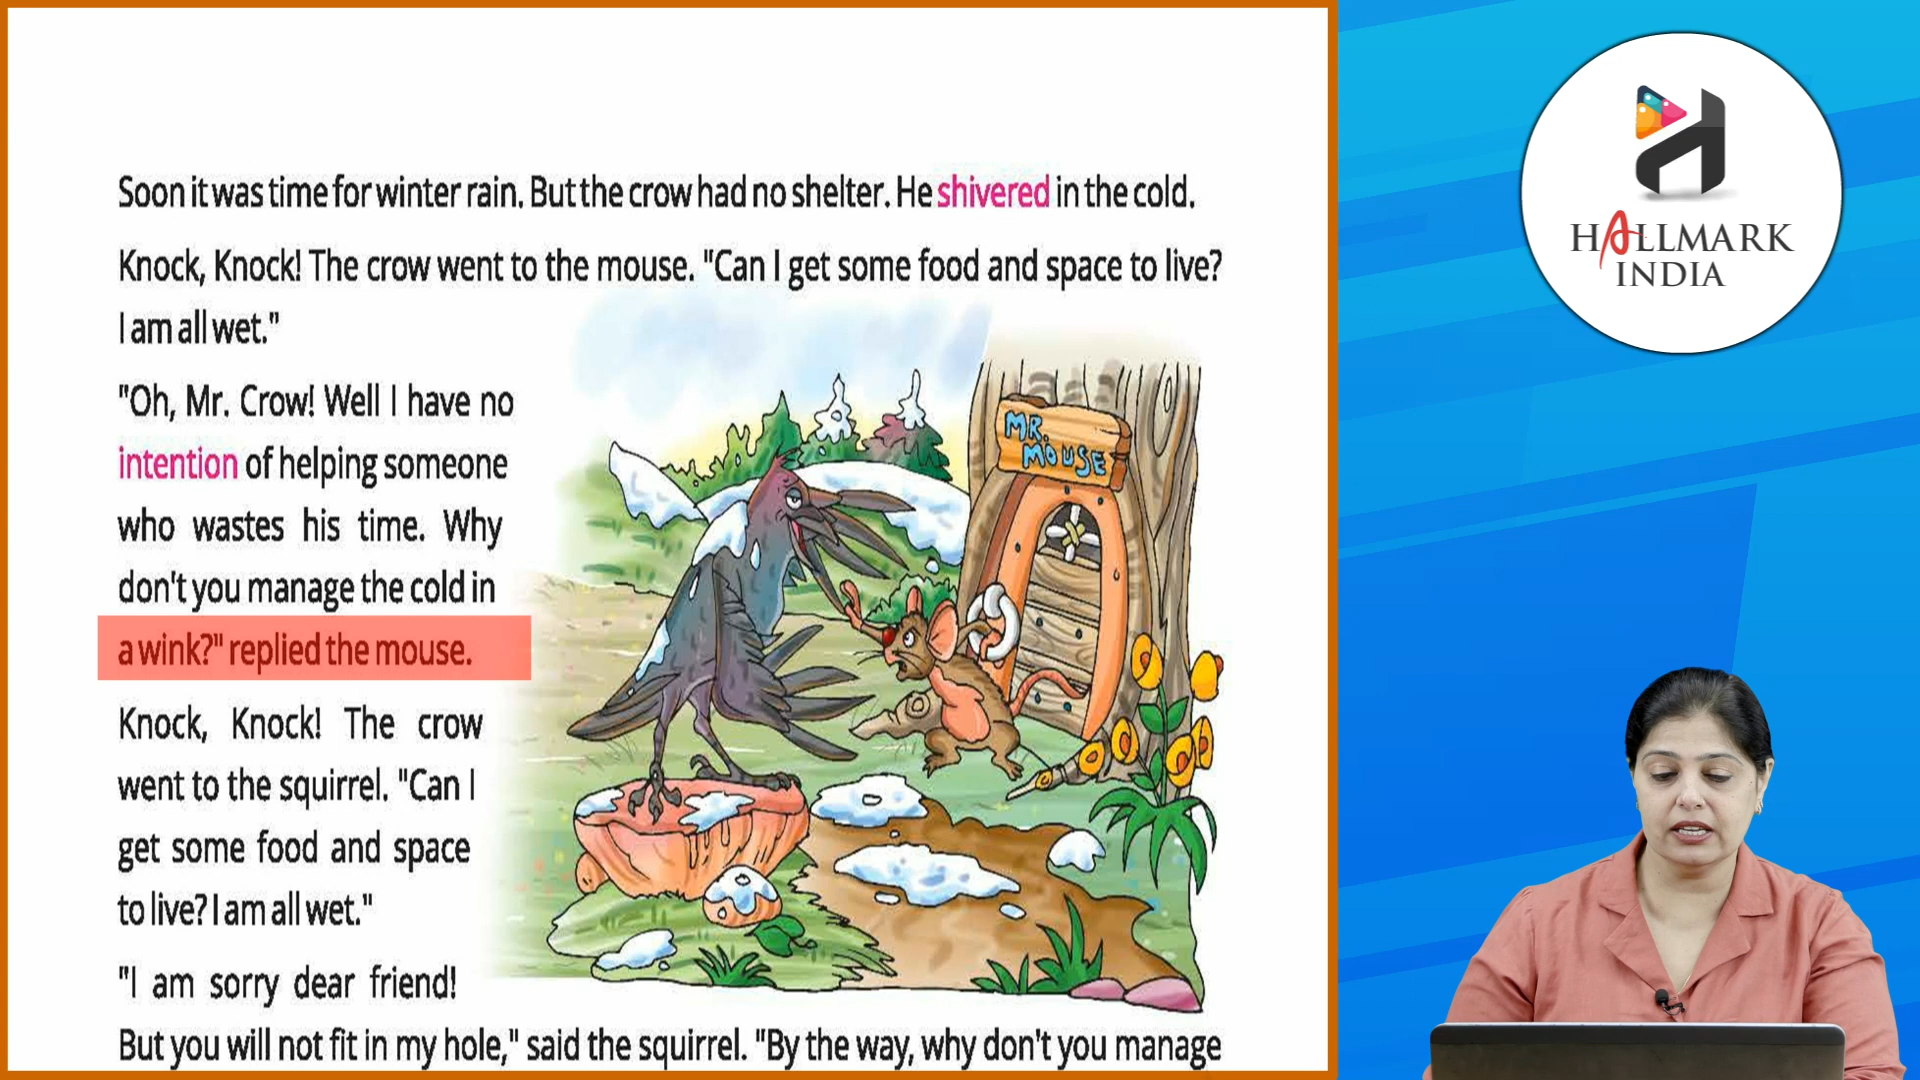 Soon it was time for winter rain. But the crow had no shelter. He shivered in the cold.
Knock, Knock! The crow went to the mouse. "Can I get some food and space to live?
I am all wet."
"Oh, Mr. Crow! Well I have no
intention of helping someone
who wastes his time. Why
don't you manage the cold in
a wink?" replied the mouse.
Knock, Knock! The crow
went to the squirrel. "Can I
get some food and space
to live? I am all wet."
"I am sorry dear friend!
But you will not fit in my hole," said the squirrel. "By the way, why don't you manage
MR.
MOUSE
HALLMARK
INDIA